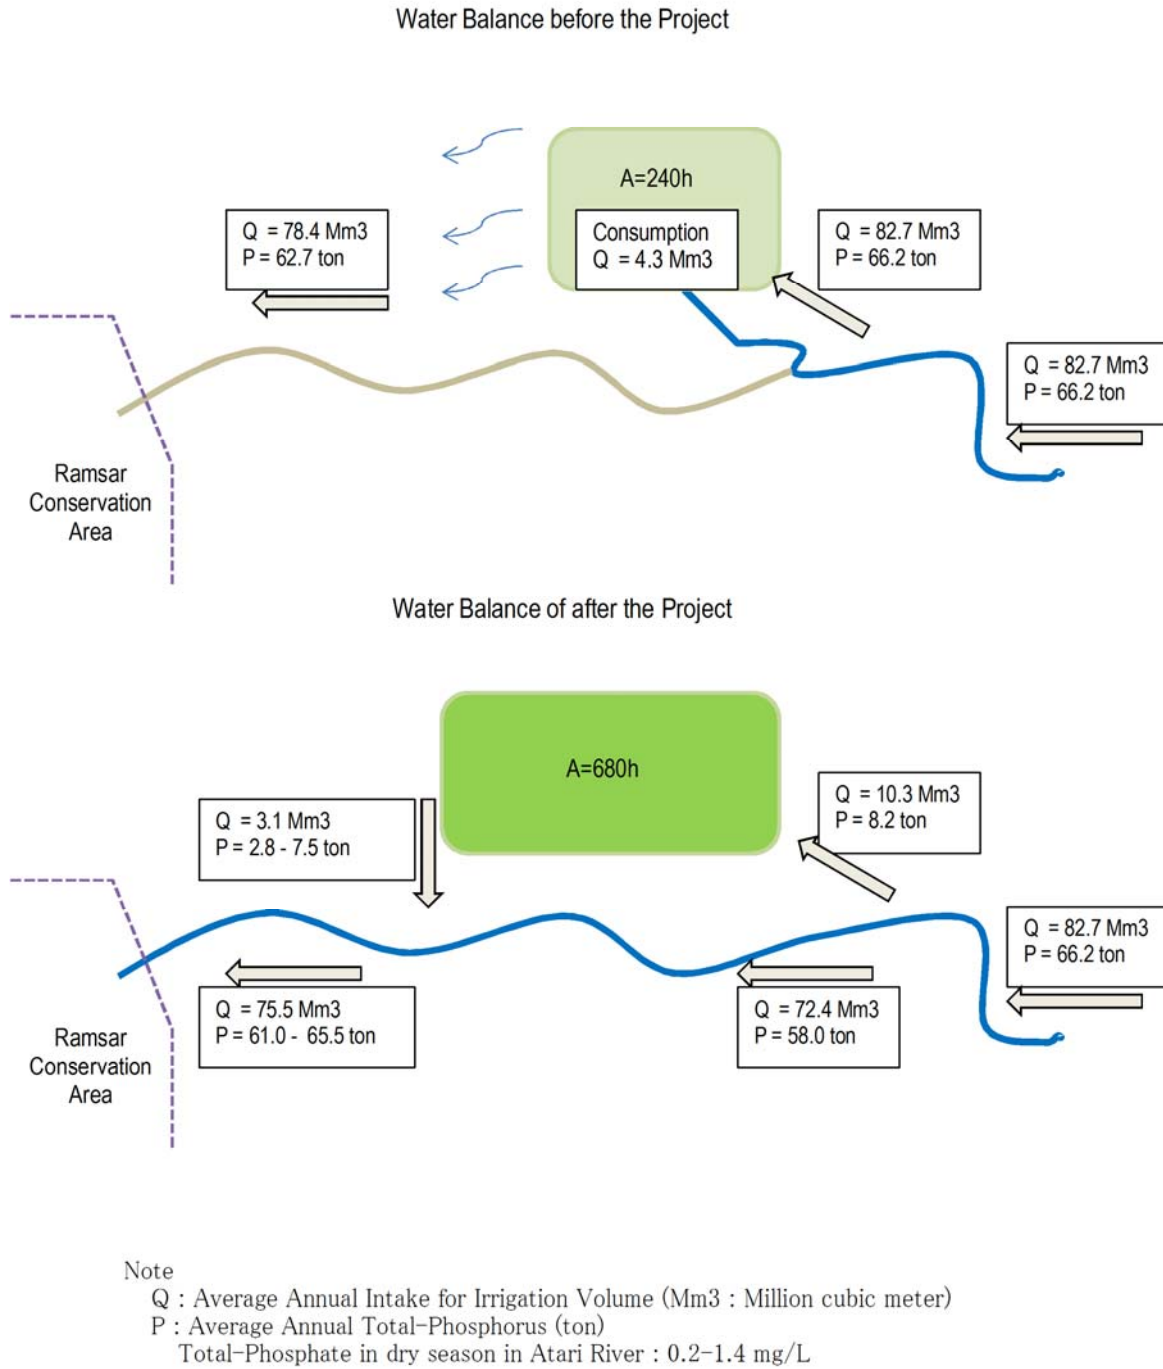 Water Balance before the Project
A=240h
Q = 78.4 Mm3
P = 62.7 ton
Consumption
Q = 4.3 Mm3
Q = 82.7 Mm3
P = 66.2 ton
Q = 82.7 Mm3
P = 66.2 ton
Ramsar
Conservation
Area
Water Balance of after the Project
A=680h
Q = 3.1 Mm3
P = 2.8 - 7.5 ton
Q = 10.3 Mm3
P = 8.2 ton
Q = 82.7 Mm3
P = 66.2 ton
Q = 75.5 Mm3
P = 61.0 - 65.5 ton
Q = 72.4 Mm3
P = 58.0 ton
Ramsar
Conservation
Area
Note
Q : Average Annual Intake for Irrigation Volume (Mm3 : Million cubic meter)
P : Average Annual Total-Phosphorus (ton)
Total-Phosphate in dry season in Atari River : 0.2-1.4 mg/L